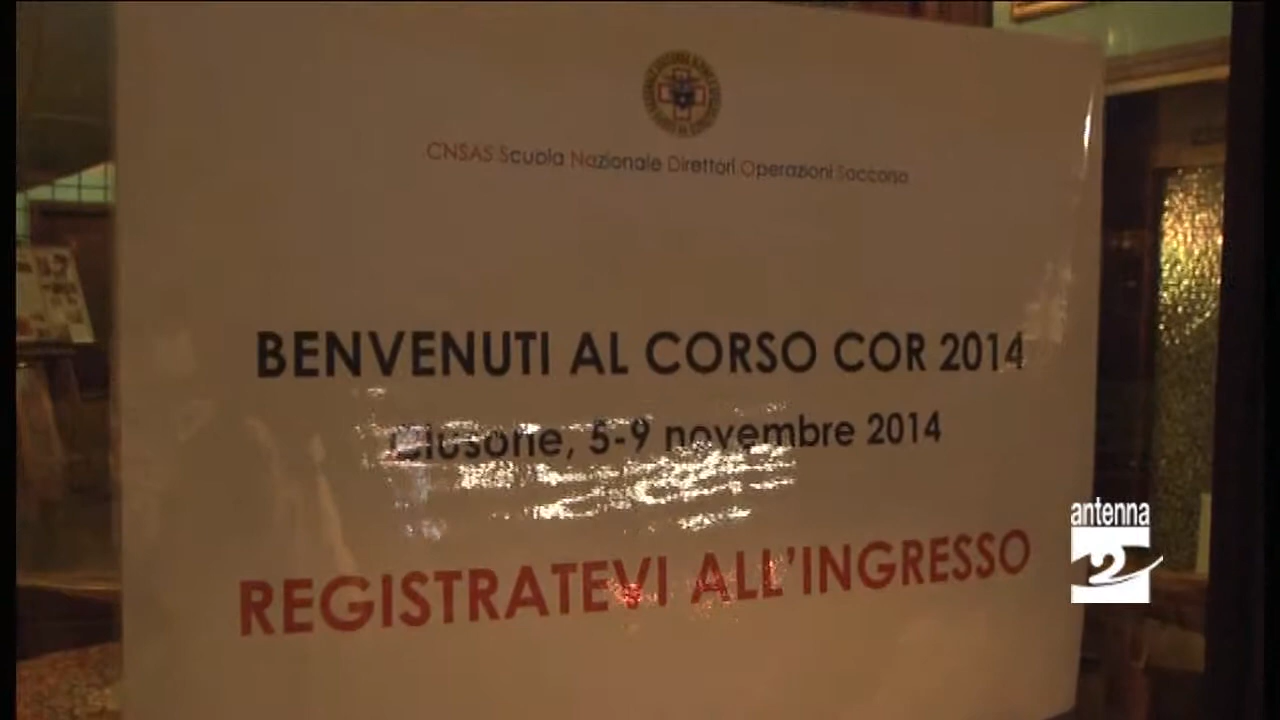 CNSAS Scuola Nazionale Direttori Operazioni Soccorso
BENVENUTI AL CORSO COR 2014
Clusone, 5-9 novembre 2014
REGISTRATEVI ALL'INGRESSO
antenna
2